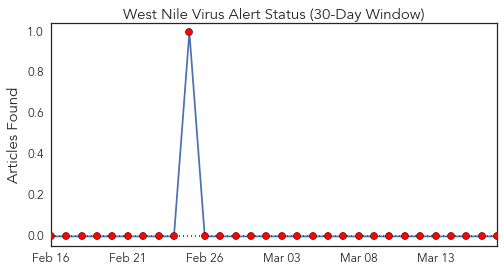 West Nile Virus Alert Status (30-Day Window)
Articles Found
1.0
0.8
0.6
0.4
0.2
0.0
Feb 16 Feb 21 Feb 26 Mar 03 Mar 08 Mar 13